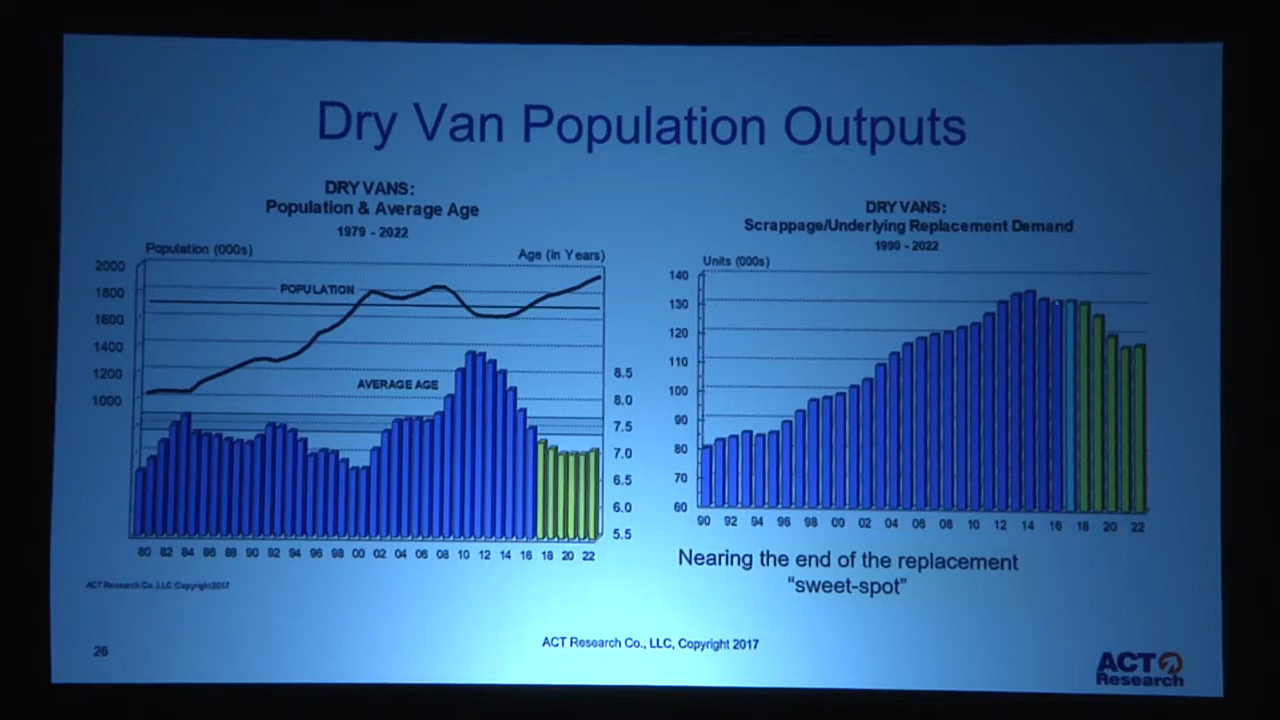 Dry Van Population Outputs
DRY VANS:
Population & Average Age
1979 - 2022
Population (000s)
Age (in Years)
2000
1800
1600
1400
1200
1000
POPULATION
AVERAGE AGE
8.5
8.0
7.5
7.0
6.5
6.0
5.5
80 82 84 86 88 90 92 94 96 98 00 02 04 06 08 10 12 14 16 18 20 22
ACT Research Co., LLC Copyright 2017
DRY VANS:
Scrappage/Underlying Replacement Demand
1990 - 2022
Units (000s)
140
130
120
110
100
90
80
70
60
90 92 94 96 98 00 02 04 06 08 10 12 14 16 18 20 22
Nearing the end of the replacement
“sweet-spot”
ACT Research Co., LLC, Copyright 2017
26
ACT
Research